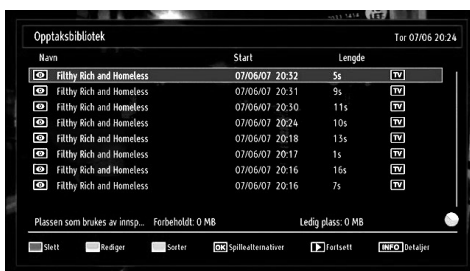 Opptaksbibliotek Tor 07/06 20:24
Navn Start Lengde
Filthy Rich and Homeless 07/06/07 20:32 5s TV
Filthy Rich and Homeless 07/06/07 20:31 9s TV
Filthy Rich and Homeless 07/06/07 20:30 11s TV
Filthy Rich and Homeless 07/06/07 20:24 10s TV
Filthy Rich and Homeless 07/06/07 20:18 13s TV
Filthy Rich and Homeless 07/06/07 20:17 1s TV
Filthy Rich and Homeless 07/06/07 20:16 16s TV
Filthy Rich and Homeless 07/06/07 20:16 7s TV
Plassen som brukes av innsp... Forbeholdt: 0 MB Ledig plass: 0 MB
Slett Rediger Sorter OK Spillealternativer Fortsett INFO Detaljer